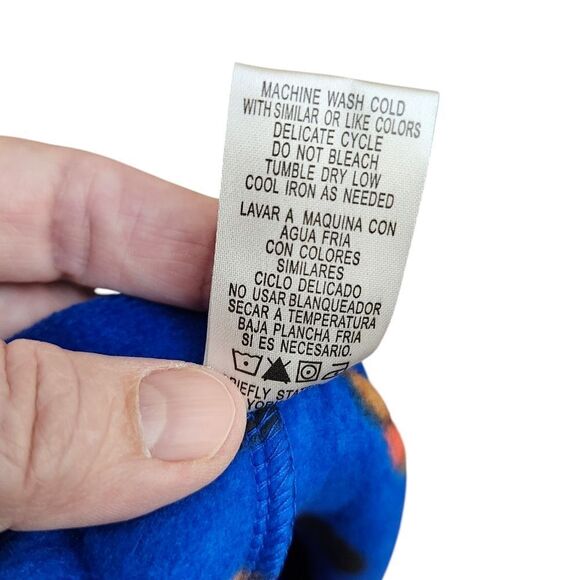 MACHINE WASH COLD
WITH SIMILAR OR LIKE COLORS
DELICATE CYCLE
DO NOT BLEACH
TUMBLE DRY LOW
COOL IRON AS NEEDED
LAVAR A MAQUINA CON
AGUA FRIA
CON COLORES
SIMILARES
CICLO DELICADO
NO USAR BLANQUEADOR
SECAR A TEMPERATURA
BAJA PLANCHA FRIA
SI ES NECESARIO.